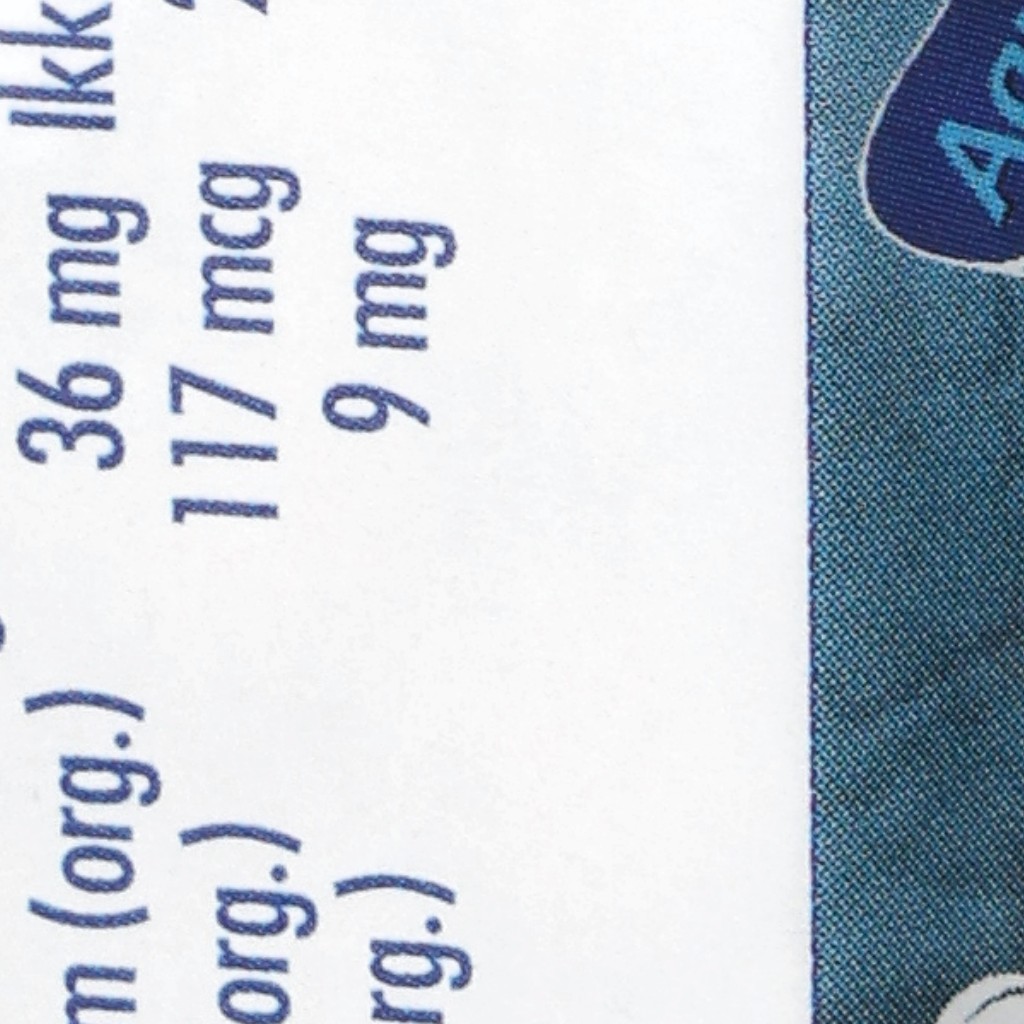 m (org.) 36 mg Ikk
org.) 117 mcg
rg.) 9 mg